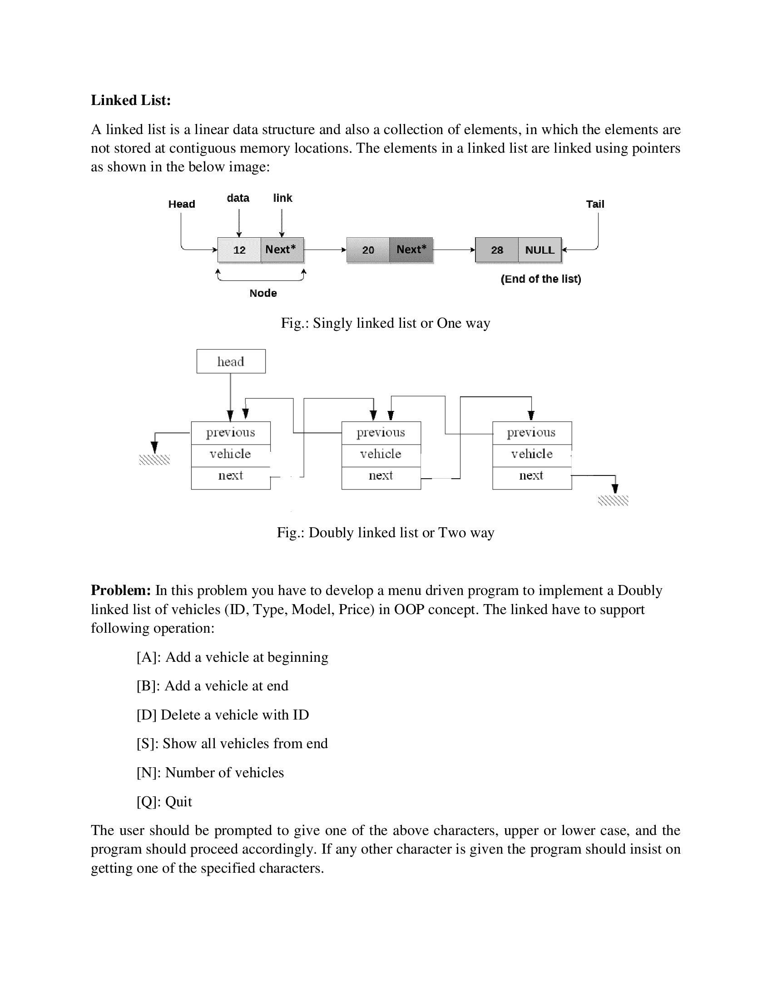 Linked List:
A linked list is a linear data structure and also a collection of elements, in which the elements are
not stored at contiguous memory locations. The elements in a linked list are linked using pointers
as shown in the below image:
Head
data
link
Tail
12
Next*
20
Next*
28
NULL
(End of the list)
Node
Fig.: Singly linked list or One way
head
previous
previous
previous
vehicle
vehicle
vehicle
next
next
next
Fig.: Doubly linked list or Two way
Problem: In this problem you have to develop a menu driven program to implement a Doubly
linked list of vehicles (ID, Type, Model, Price) in OOP concept. The linked have to support
following operation:
[A]: Add a vehicle at beginning
[B]: Add a vehicle at end
[D] Delete a vehicle with ID
[S]: Show all vehicles from end
[N]: Number of vehicles
[Q]: Quit
The user should be prompted to give one of the above characters, upper or lower case, and the
program should proceed accordingly. If any other character is given the program should insist on
getting one of the specified characters.